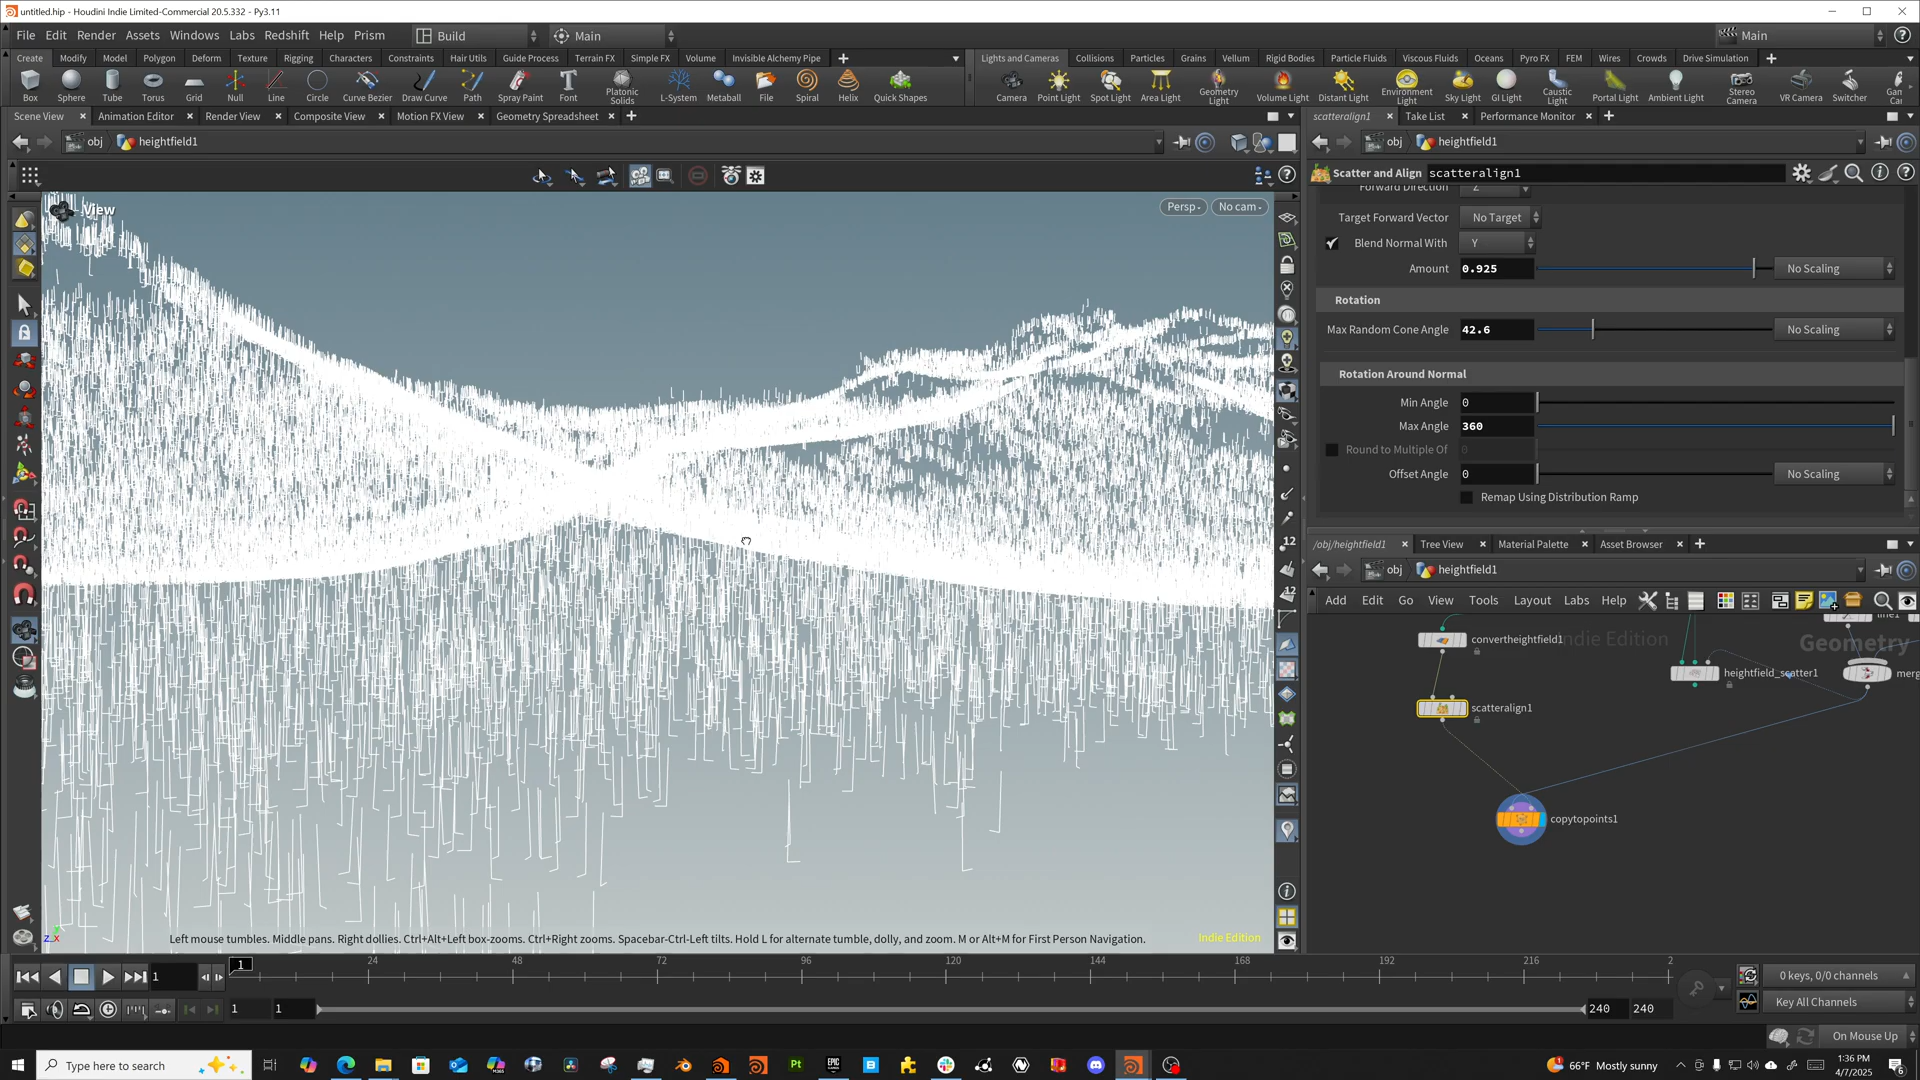 untitled.hip - Houdini Indie Limited-Commercial 20.5.332 - Py3.11
File Edit Render Assets Windows Labs Redshift Help Prism Build Main Main
Create Modify Model Polygon Deform Texture Rigging Characters Constraints Hair Utils Guide Process Terrain FX Simple FX Volume Invisible Alchemy Pipe
Lights and Cameras Collisions Particles Grains Vellum Rigid Bodies Particle Fluids Viscous Fluids Oceans Pyro FX FEM Wires Crowds Drive Simulation
Box Sphere Tube Torus Grid Null Line Circle Curve Bezier Draw Curve Path Spray Paint Font Platonic Solids L-System Metaball File Spiral Helix Quick Shapes
Camera Point Light Spot Light Area Light Geometry Light Volume Light Distant Light Environment Light Sky Light GI Light Caustic Light Portal Light Ambient Light Stereo Camera VR Camera Switcher
Scene View Animation Editor Render View Composite View Motion FX View Geometry Spreadsheet
scatteralign1 Take List Performance Monitor
obj heightfield1
obj heightfield1
Scatter and Align scatteralign1
View
Persp No cam
Forward Direction Z
Target Forward Vector No Target
Blend Normal With Y
Amount 0.925 No Scaling
Rotation
Max Random Cone Angle 42.6 No Scaling
Rotation Around Normal
Min Angle 0
Max Angle 360
Round to Multiple Of 0
Offset Angle 0 No Scaling
Remap Using Distribution Ramp
/obj/heightfield1 Tree View Material Palette Asset Browser
obj heightfield1
Add Edit Go View Tools Layout Labs Help
Indie Edition
Geometry
line1
convertheightfield1
heightfield_scatter1
merg
scatteralign1
copytopoints1
12
12
Left mouse tumbles. Middle pans. Right dollies. Ctrl+Alt+Left box-zooms. Ctrl+Right zooms. Spacebar-Ctrl-Left tilts. Hold L for alternate tumble, dolly, and zoom. M or Alt+M for First Person Navigation.
Indie Edition
z x y
1 1 24 48 72 96 120 144 168 192 216 2
0 keys, 0/0 channels
1 1 240 240
Key All Channels
On Mouse Up
Type here to search
66°F Mostly sunny
1:36 PM
4/7/2025